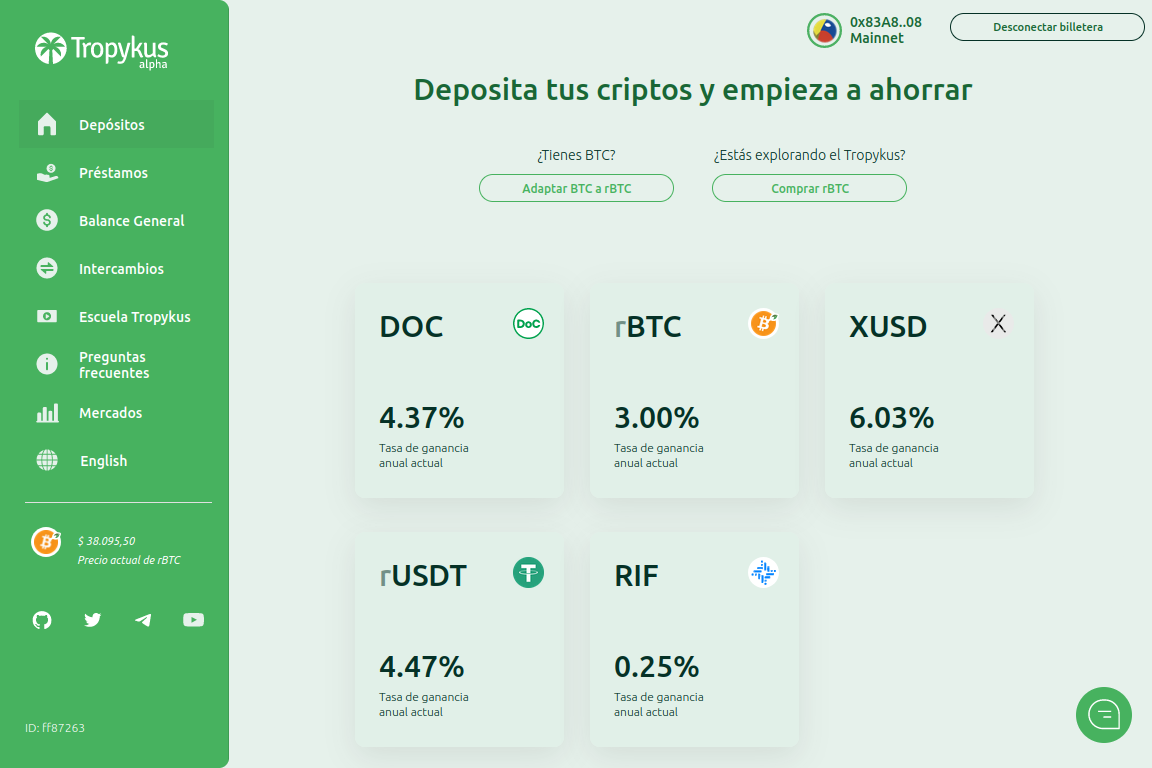 Tropykus
alpha
Depósitos
Préstamos
Balance General
Intercambios
Escuela Tropykus
Preguntas
frecuentes
Mercados
English
$ 38.095,50
Precio actual de rBTC
ID: ff87263
0x83A8..08
Mainnet
Desconectar billetera
Deposita tus criptos y empieza a ahorrar
¿TIenes BTC?
Adaptar BTC a rBTC
¿Estás explorando el Tropykus?
Comprar rBTC
DOC
DoC
4.37%
Tasa de ganancia
anual actual
rBTC
3.00%
Tasa de ganancia
anual actual
XUSD
6.03%
Tasa de ganancia
anual actual
rUSDT
4.47%
Tasa de ganancia
anual actual
RIF
0.25%
Tasa de ganancia
anual actual